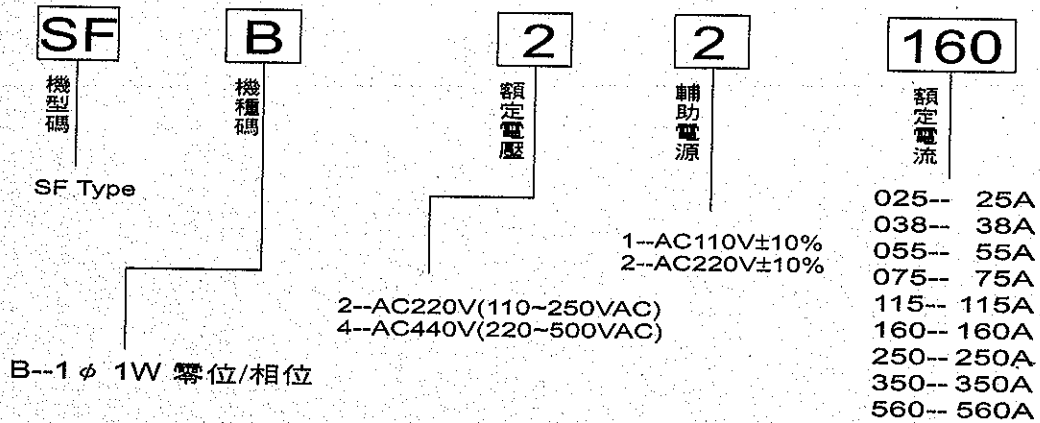 SF B 2 2 160
機型碼
機種碼
額定電壓
輔助電源
額定電流
SF Type
025-- 25A
038-- 38A
055-- 55A
075-- 75A
115-- 115A
160-- 160A
250-- 250A
350-- 350A
560-- 560A
1--AC110V±10%
2--AC220V±10%
2--AC220V(110~250VAC)
4--AC440V(220~500VAC)
B--1 ϕ 1W 零位/相位